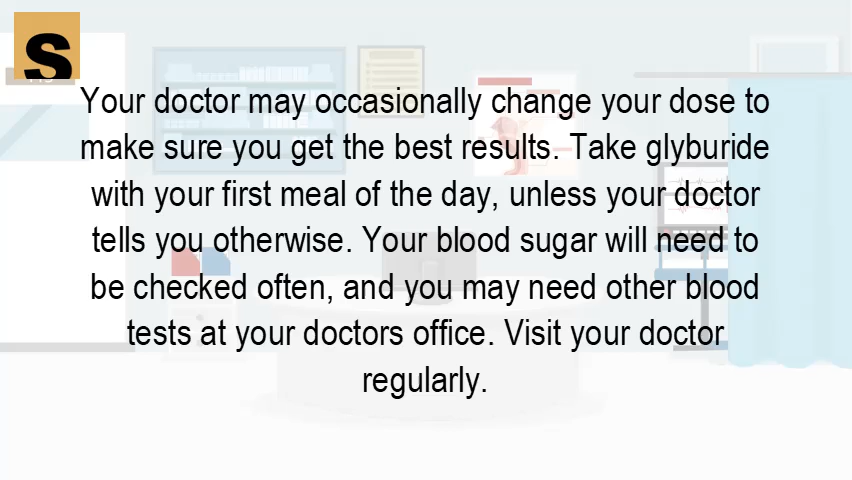 S
Your doctor may occasionally change your dose to
make sure you get the best results. Take glyburide
with your first meal of the day, unless your doctor
tells you otherwise. Your blood sugar will need to
be checked often, and you may need other blood
tests at your doctors office. Visit your doctor
regularly.